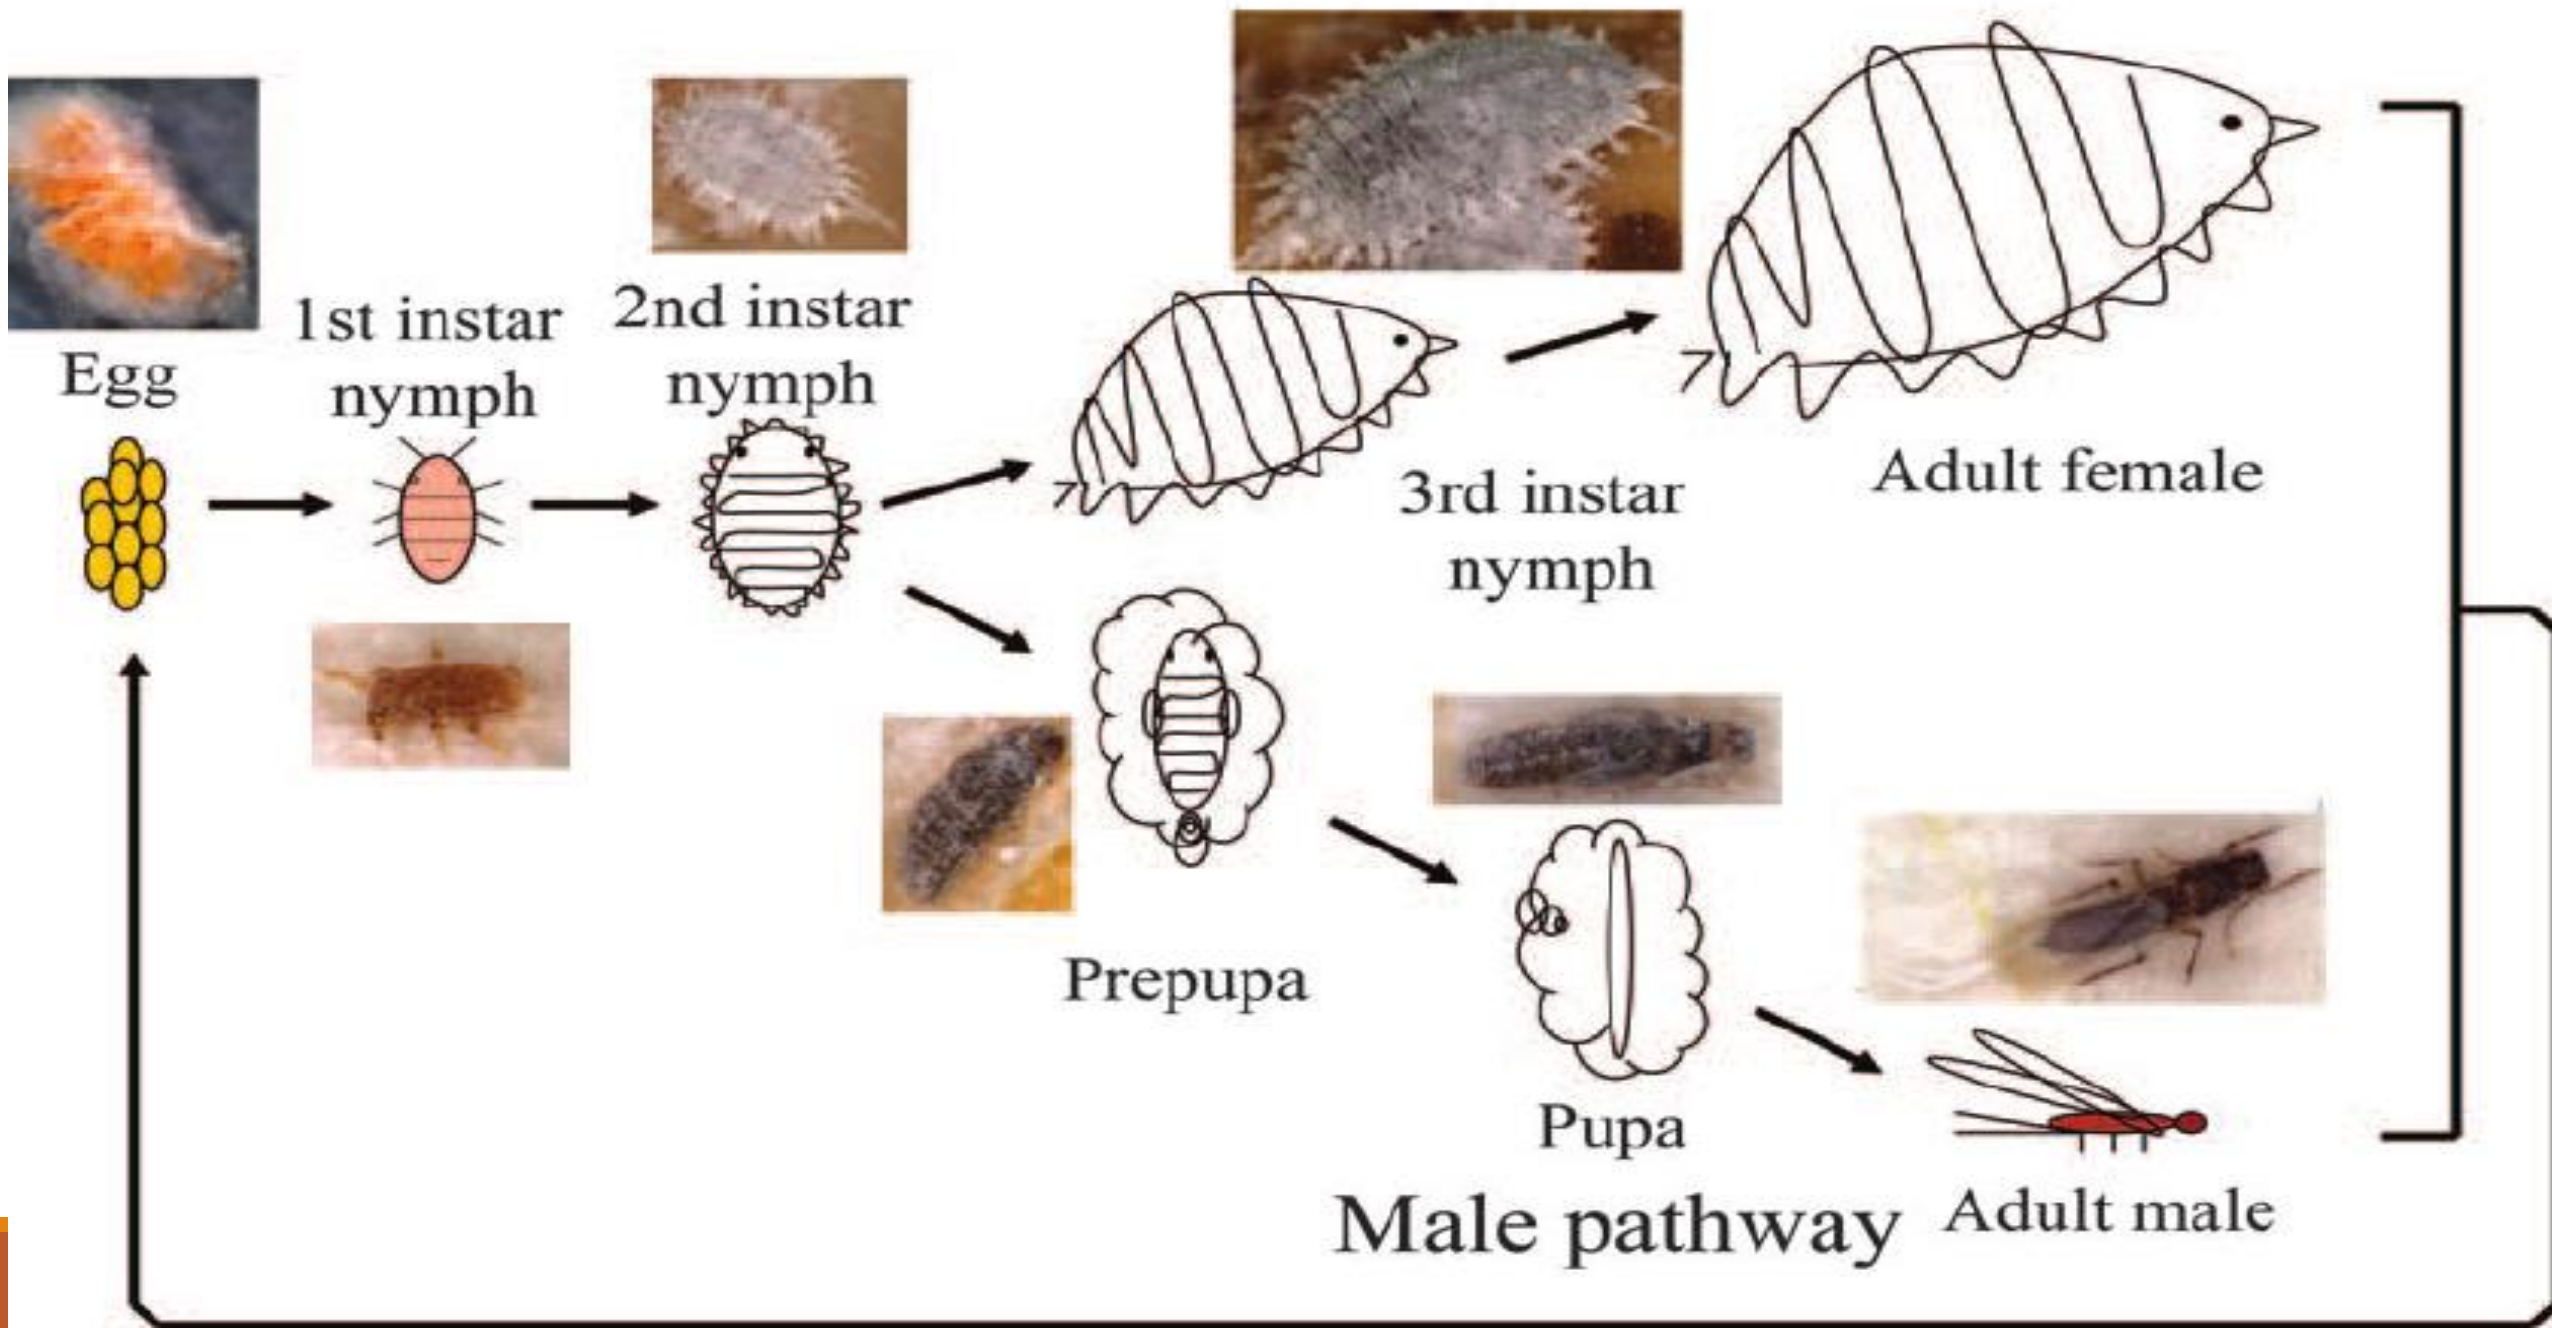 Egg
1st instar
nymph
2nd instar
nymph
3rd instar
nymph
Adult female
Prepupa
Pupa
Male pathway
Adult male